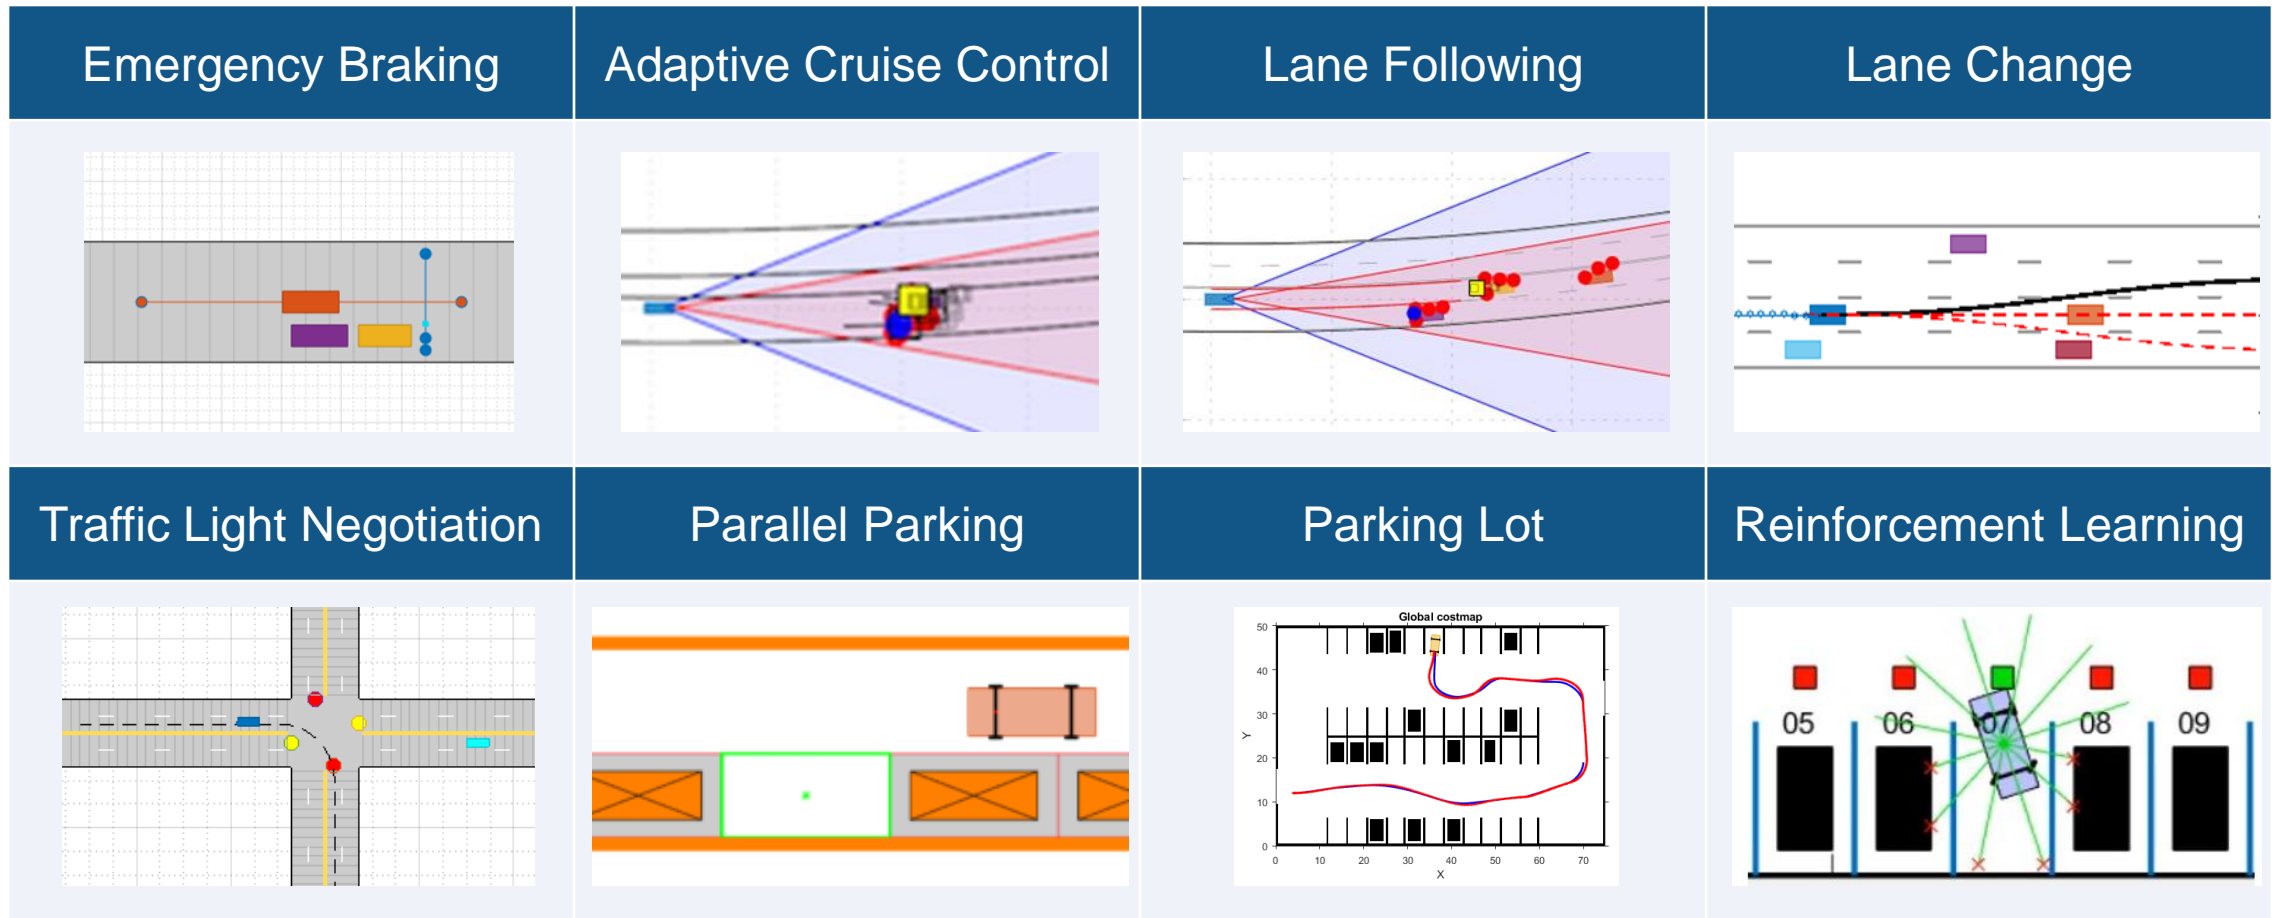 Emergency Braking
Adaptive Cruise Control
Lane Following
Lane Change
Traffic Light Negotiation
Parallel Parking
Parking Lot
Reinforcement Learning
Global costmap
50
40
30
20
10
0
Y
0 10 20 30 40 50 60 70
X
05 06 07 08 09